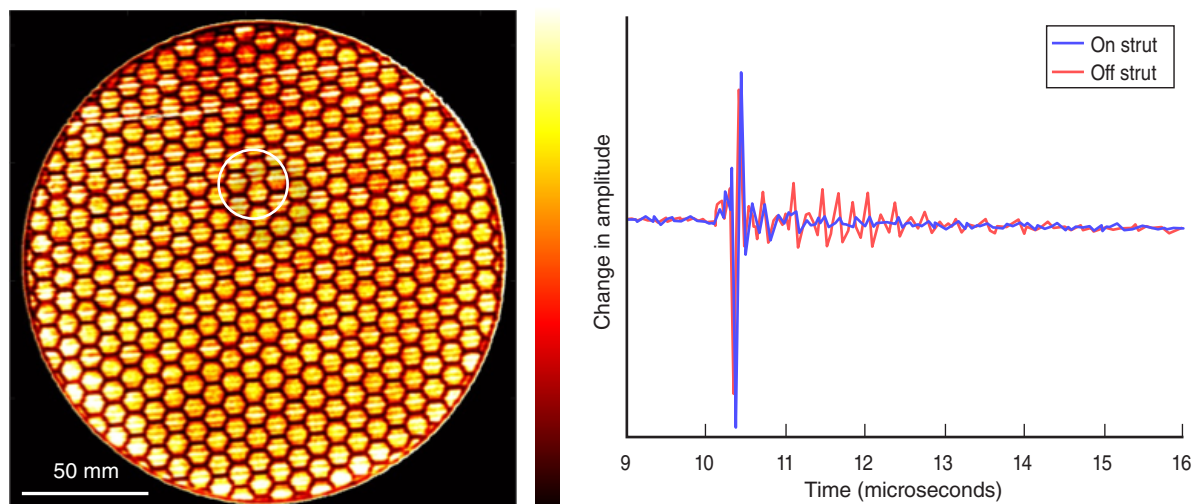 50 mm
On strut
Off strut
Change in amplitude
9 10 11 12 13 14 15 16
Time (microseconds)